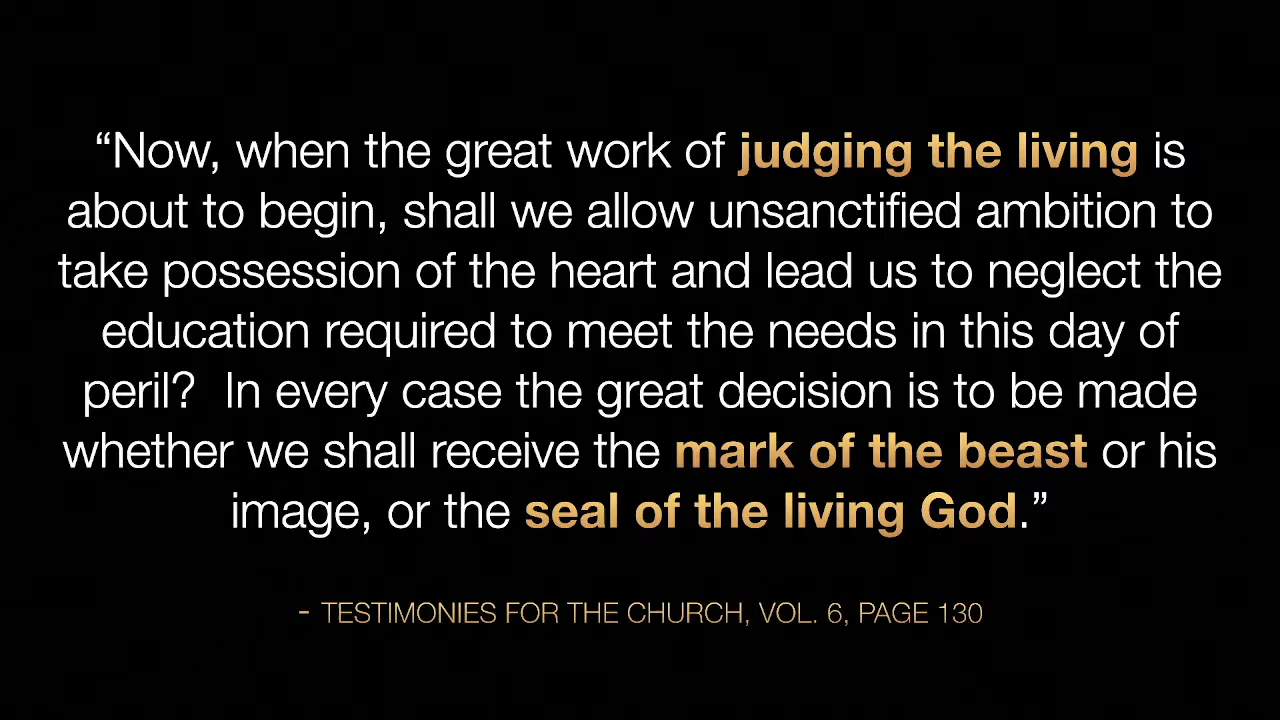 “Now, when the great work of judging the living is
about to begin, shall we allow unsanctified ambition to
take possession of the heart and lead us to neglect the
education required to meet the needs in this day of
peril?  In every case the great decision is to be made
whether we shall receive the mark of the beast or his
image, or the seal of the living God.”
- TESTIMONIES FOR THE CHURCH, VOL. 6, PAGE 130